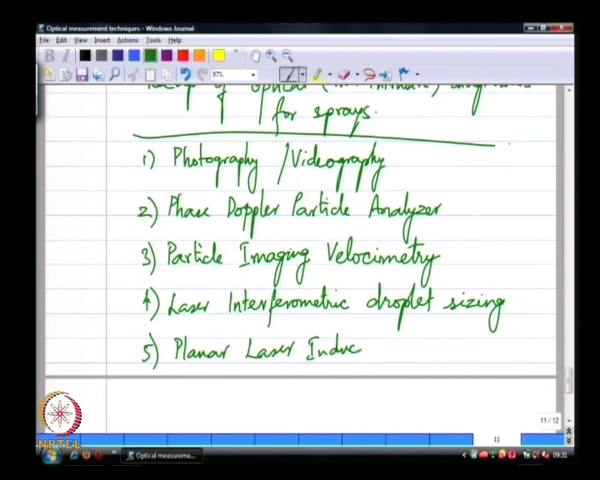 Optical measurement techniques - Windows Journal
File Edit View Insert Actions Tools Help
97%
for sprays.
1) Photography / Videography
2) Phase Doppler Particle Analyzer
3) Particle Imaging Velocimetry
4) Laser Interferometric droplet sizing
5) Planar Laser Induc
11 / 12
NPTEL
11
Optical measureme...
09:31